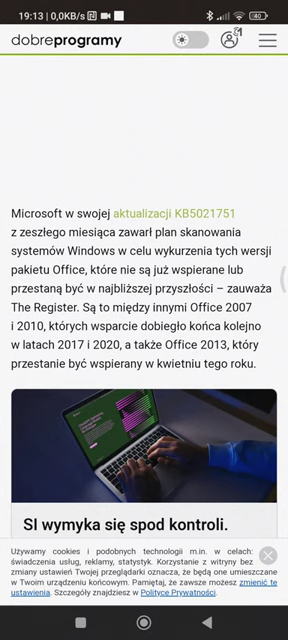 19:13 | 0,0KB/s
40
dobreprogramy
Microsoft w swojej aktualizacji KB5021751
z zeszłego miesiąca zawarł plan skanowania
systemów Windows w celu wykurzenia tych wersji
pakietu Office, które nie są już wspierane lub
przestaną być w najbliższej przyszłości – zauważa
The Register. Są to między innymi Office 2007
i 2010, których wsparcie dobiegło końca kolejno
w latach 2017 i 2020, a także Office 2013, który
przestanie być wspierany w kwietniu tego roku.
SI wymyka się spod kontroli.
Używamy cookies i podobnych technologii m.in. w celach:
świadczenia usług, reklamy, statystyk. Korzystanie z witryny bez
zmiany ustawień Twojej przeglądarki oznacza, że będą one umieszczane
w Twoim urządzeniu końcowym. Pamiętaj, że zawsze możesz zmienić te
ustawienia. Szczegóły znajdziesz w Polityce Prywatności.